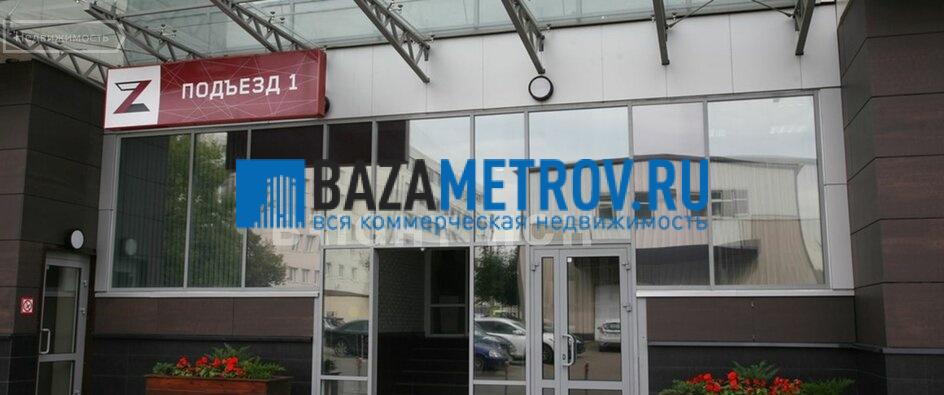 Недвижимость
Z ПОДЪЕЗД 1
BAZAMETROV.RU
вся коммерческая недвижимость